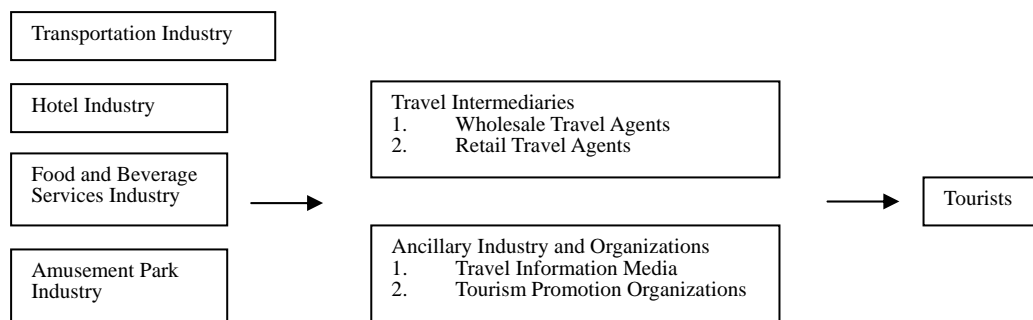 Transportation Industry
Hotel Industry
Food and Beverage
Services Industry
Amusement Park
Industry
Travel Intermediaries
1. Wholesale Travel Agents
2. Retail Travel Agents
Ancillary Industry and Organizations
1. Travel Information Media
2. Tourism Promotion Organizations
Tourists